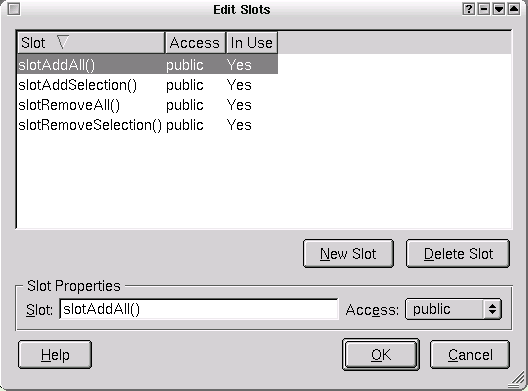 Edit Slots
Slot Access In Use
slotAddAll() public Yes
slotAddSelection() public Yes
slotRemoveAll() public Yes
slotRemoveSelection() public Yes
New Slot Delete Slot
Slot Properties
Slot: slotAddAll() Access: public
Help OK Cancel